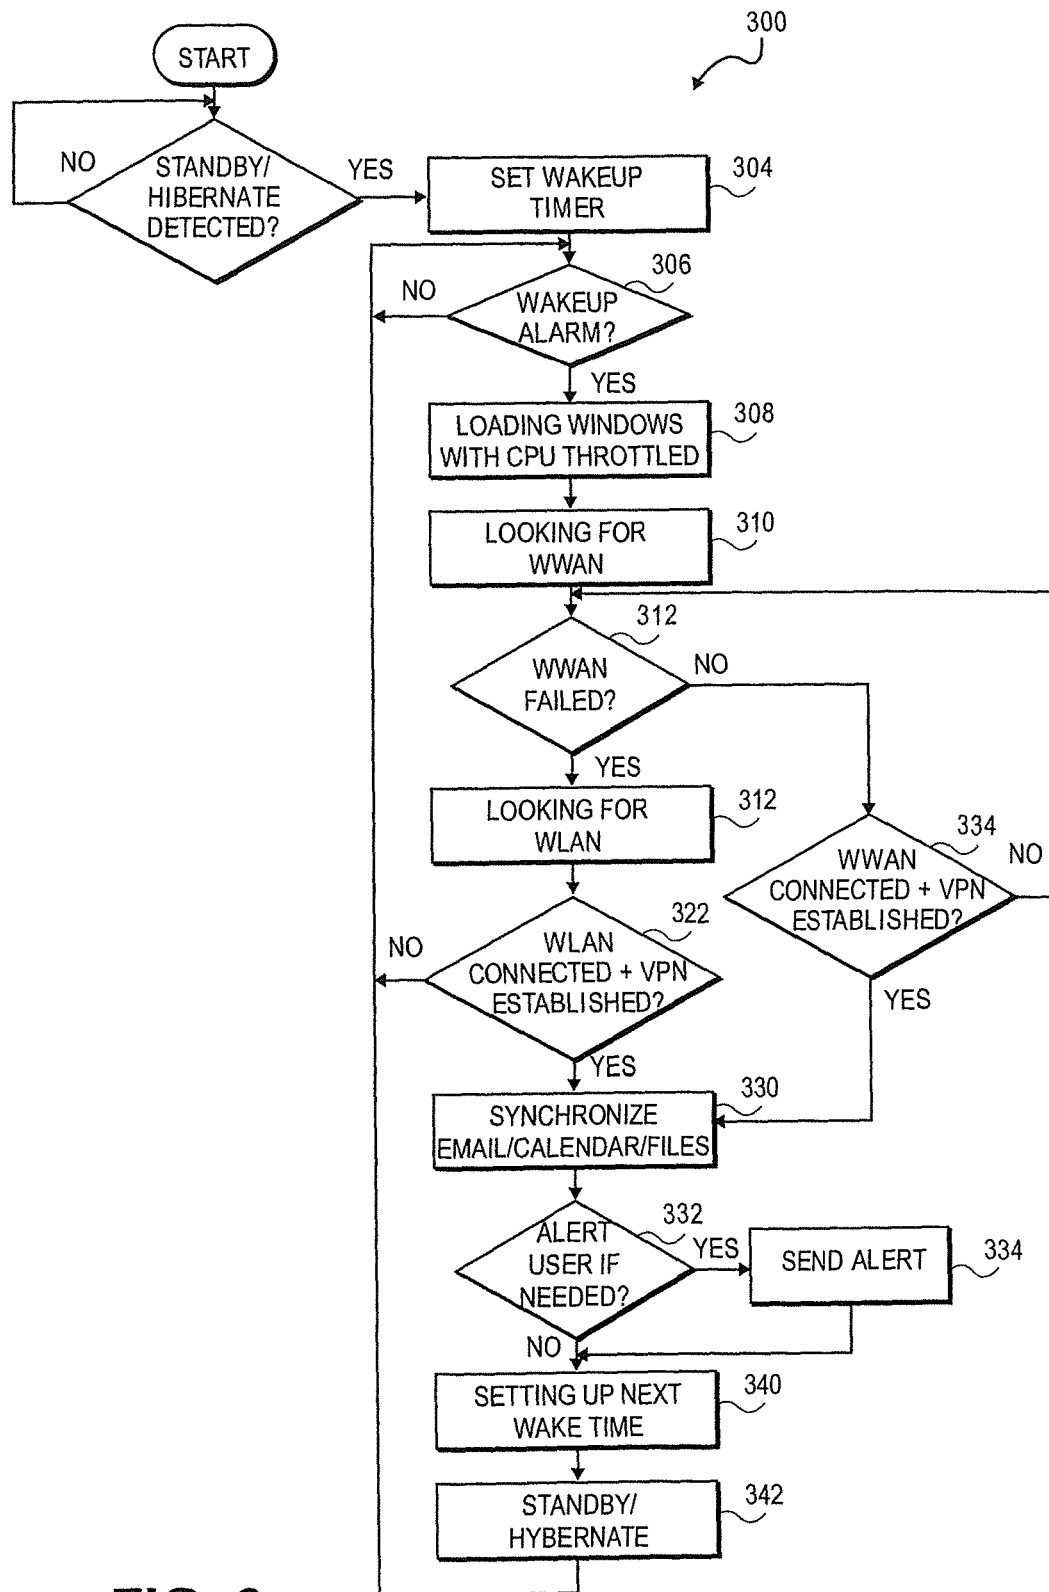 300
START
NO
STANDBY/
HIBERNATE
DETECTED?
YES
SET WAKEUP
TIMER
304
306
NO
WAKEUP
ALARM?
YES
LOADING WINDOWS
WITH CPU THROTTLED
308
LOOKING FOR
WWAN
310
312
WWAN
FAILED?
NO
YES
LOOKING FOR
WLAN
312
334
WWAN
CONNECTED + VPN
ESTABLISHED?
NO
YES
322
NO
WLAN
CONNECTED + VPN
ESTABLISHED?
YES
SYNCHRONIZE
EMAIL/CALENDAR/FILES
330
332
ALERT
USER IF
NEEDED?
YES
SEND ALERT
334
NO
SETTING UP NEXT
WAKE TIME
340
STANDBY/
HYBERNATE
342